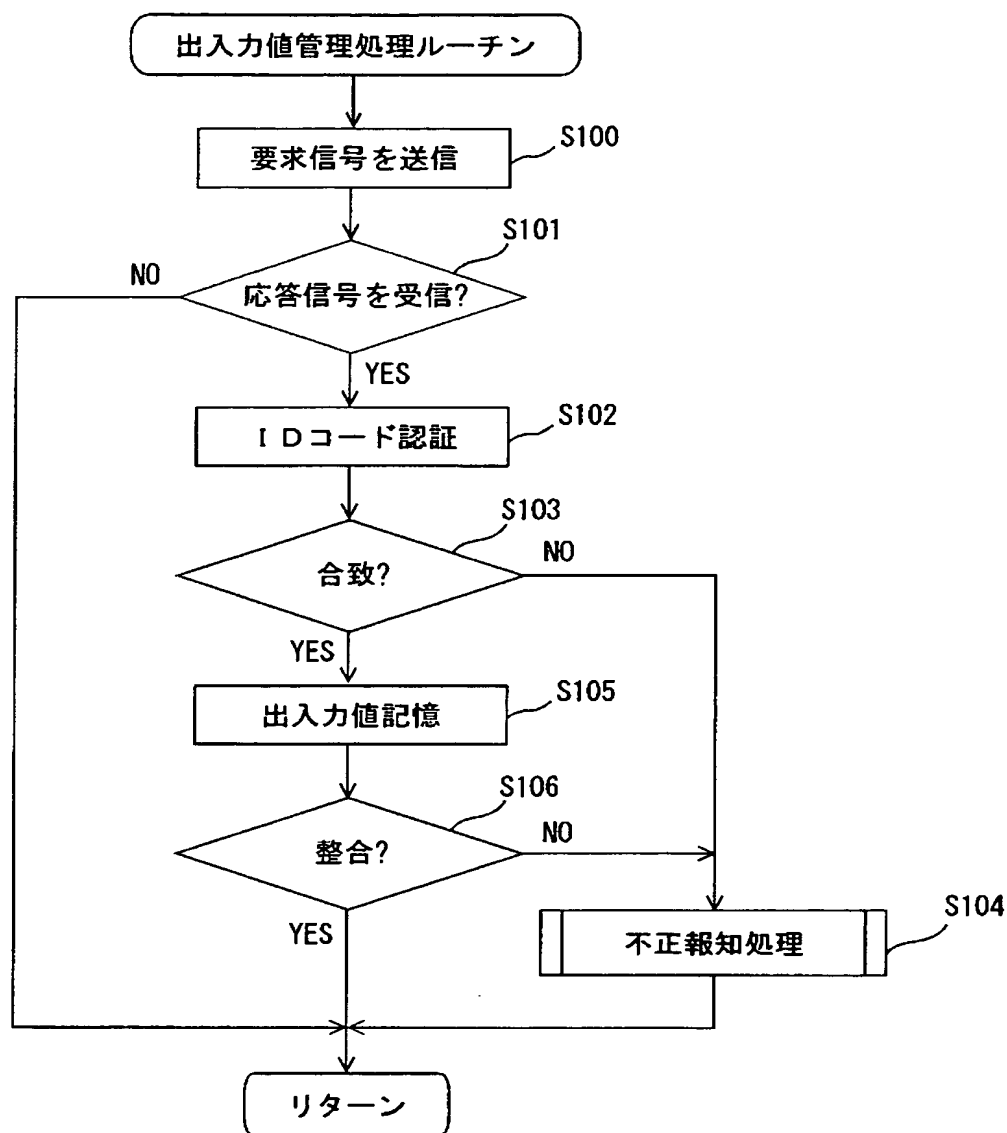 出入力値管理処理ルーチン
要求信号を送信
S100
応答信号を受信?
S101
NO
YES
IDコード認証
S102
合致?
S103
NO
YES
出入力値記憶
S105
整合?
S106
NO
YES
不正報知処理
S104
リターン